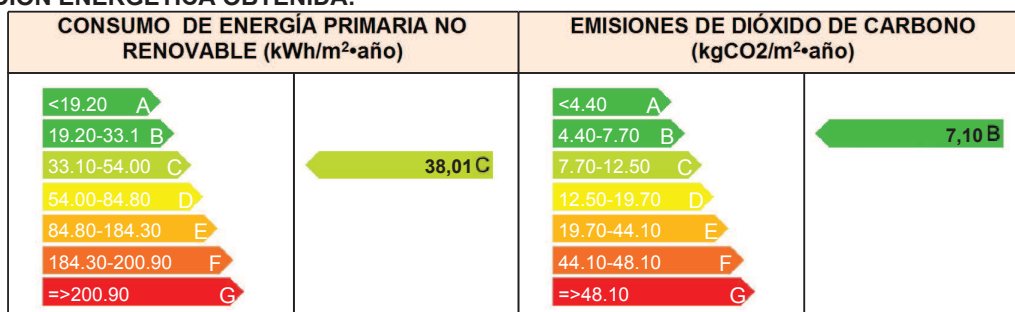 CONSUMO DE ENERGÍA PRIMARIA NO
RENOVABLE (kWh/m²•año)
<19.20 A
19.20-33.1 B
33.10-54.00 C
54.00-84.80 D
84.80-184.30 E
184.30-200.90 F
=>200.90 G
38,01 C
EMISIONES DE DIÓXIDO DE CARBONO
(kgCO2/m²•año)
<4.40 A
4.40-7.70 B
7.70-12.50 C
12.50-19.70 D
19.70-44.10 E
44.10-48.10 F
=>48.10 G
7,10 B